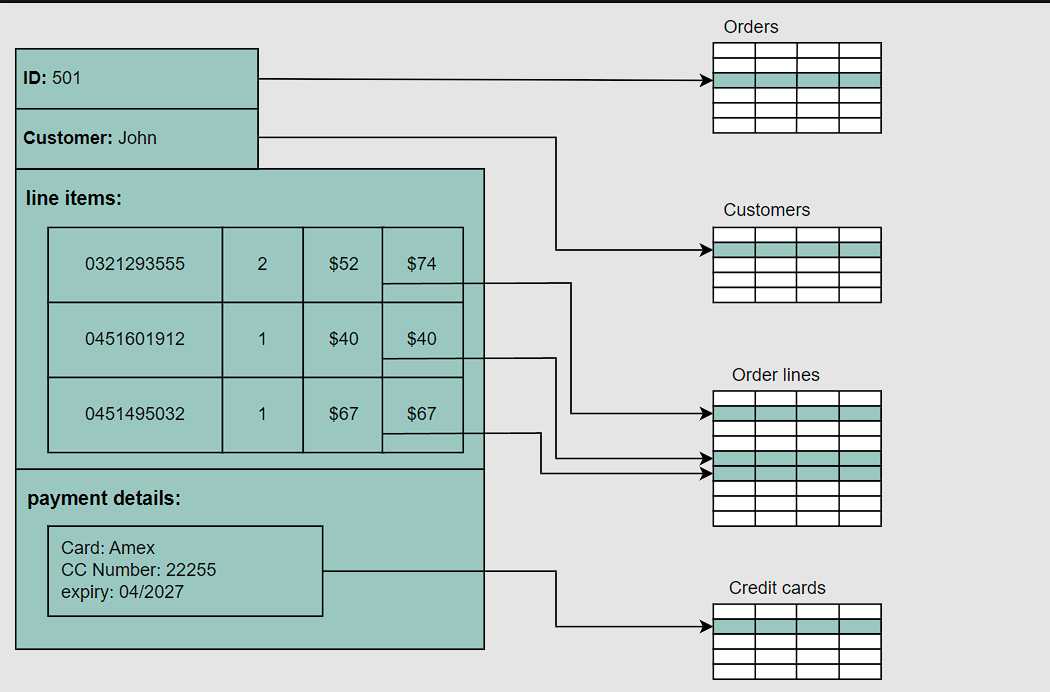 Orders
ID: 501
Customer: John
line items:
0321293555 2 $52 $74
0451601912 1 $40 $40
0451495032 1 $67 $67
payment details:
Card: Amex
CC Number: 22255
expiry: 04/2027
Customers
Order lines
Credit cards